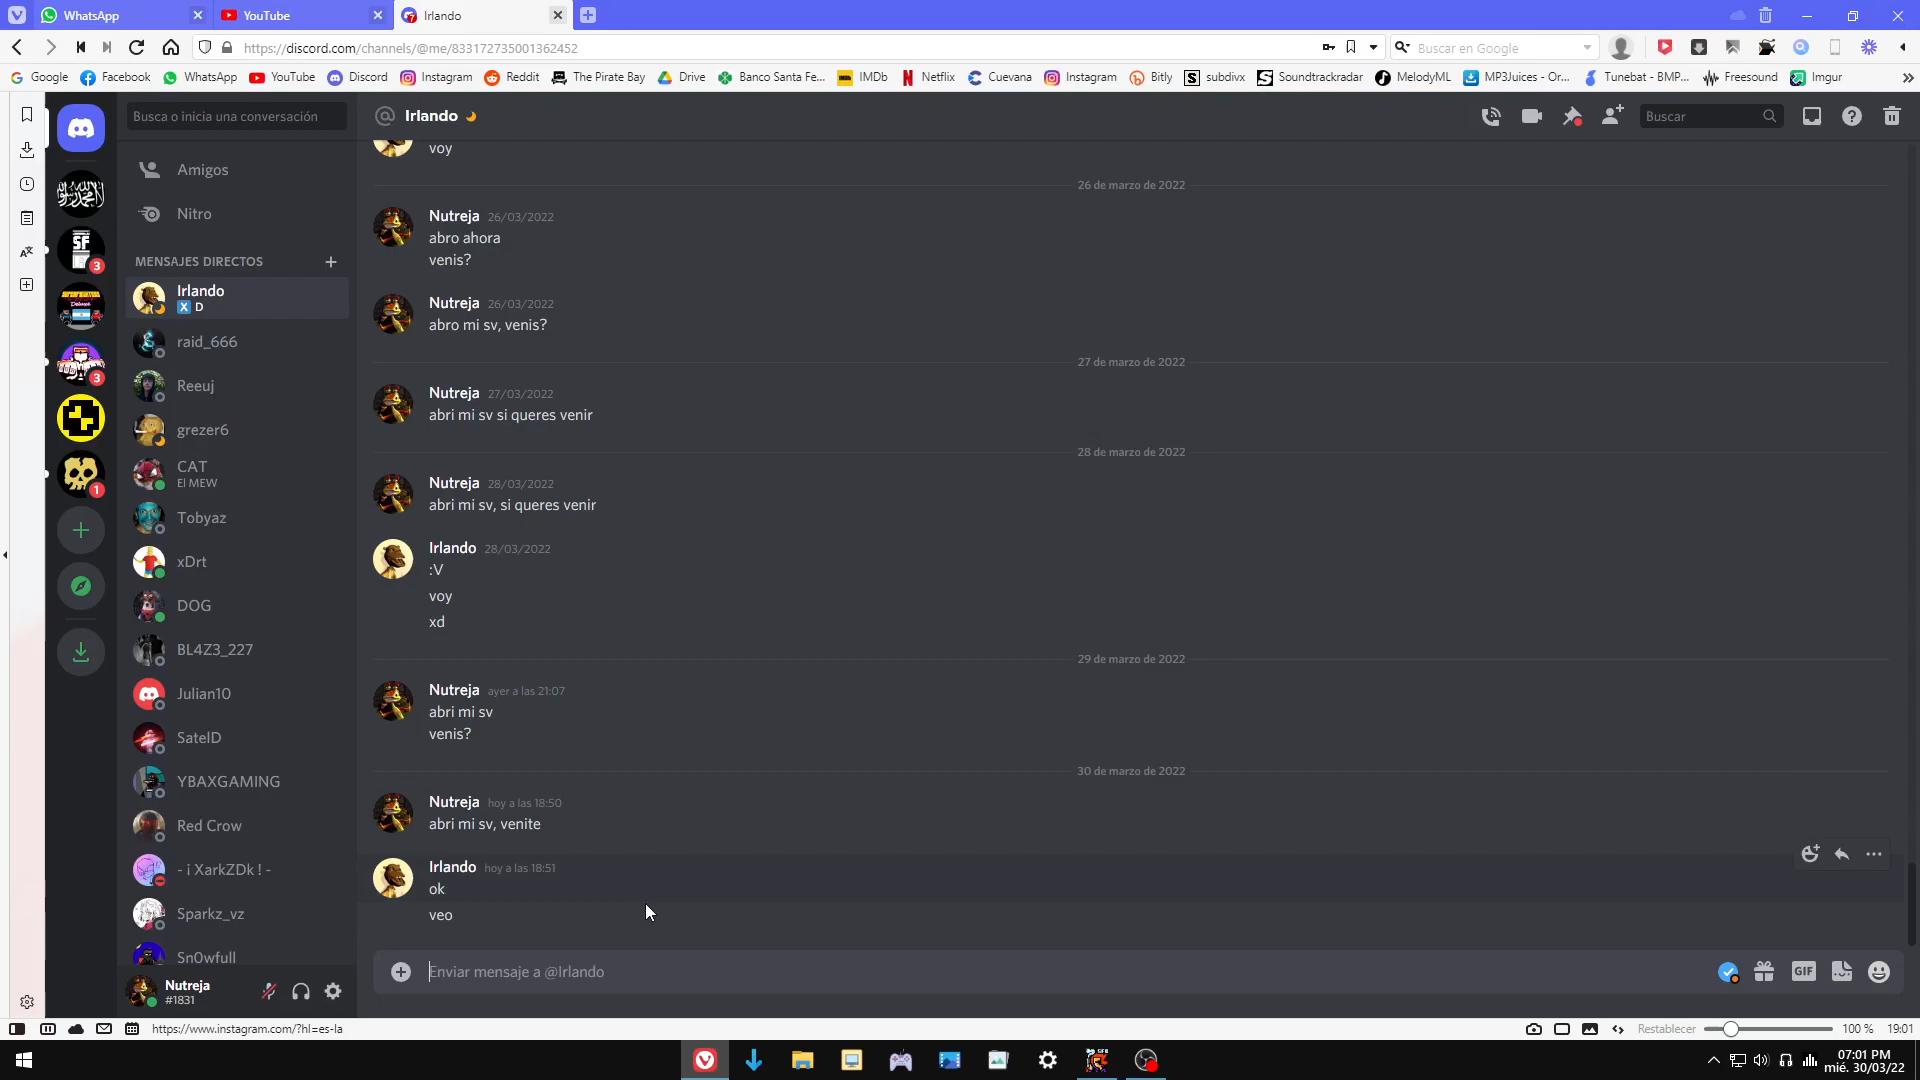 WhatsApp
YouTube
Irlando
https://discord.com/channels/@me/833172735001362452
Buscar en Google
Google
Facebook
WhatsApp
YouTube
Discord
Instagram
Reddit
The Pirate Bay
Drive
Banco Santa Fe...
IMDb
Netflix
Cuevana
Instagram
Bitly
subdivx
Soundtrackradar
MelodyML
MP3Juices - Or...
Tunebat - BMP...
Freesound
Imgur
Busca o inicia una conversación
Irlando
Buscar
Amigos
Nitro
MENSAJES DIRECTOS
Irlando
X D
raid_666
Reeuj
grezer6
CAT
El MEW
Tobyaz
xDrt
DOG
BL4Z3_227
Julian10
SatelD
YBAXGAMING
Red Crow
- ¡ XarkZDk ! -
Sparkz_vz
Sn0wfull
Nutreja
#1831
SF
3
3
1
voy
26 de marzo de 2022
Nutreja 26/03/2022
abro ahora
venis?
Nutreja 26/03/2022
abro mi sv, venis?
27 de marzo de 2022
Nutreja 27/03/2022
abri mi sv si queres venir
28 de marzo de 2022
Nutreja 28/03/2022
abri mi sv, si queres venir
Irlando 28/03/2022
:V
voy
xd
29 de marzo de 2022
Nutreja ayer a las 21:07
abri mi sv
venis?
30 de marzo de 2022
Nutreja hoy a las 18:50
abri mi sv, venite
Irlando hoy a las 18:51
ok
veo
Enviar mensaje a @Irlando
GIF
https://www.instagram.com/?hl=es-la
Restablecer
100 %
19:01
07:01 PM
mié. 30/03/22